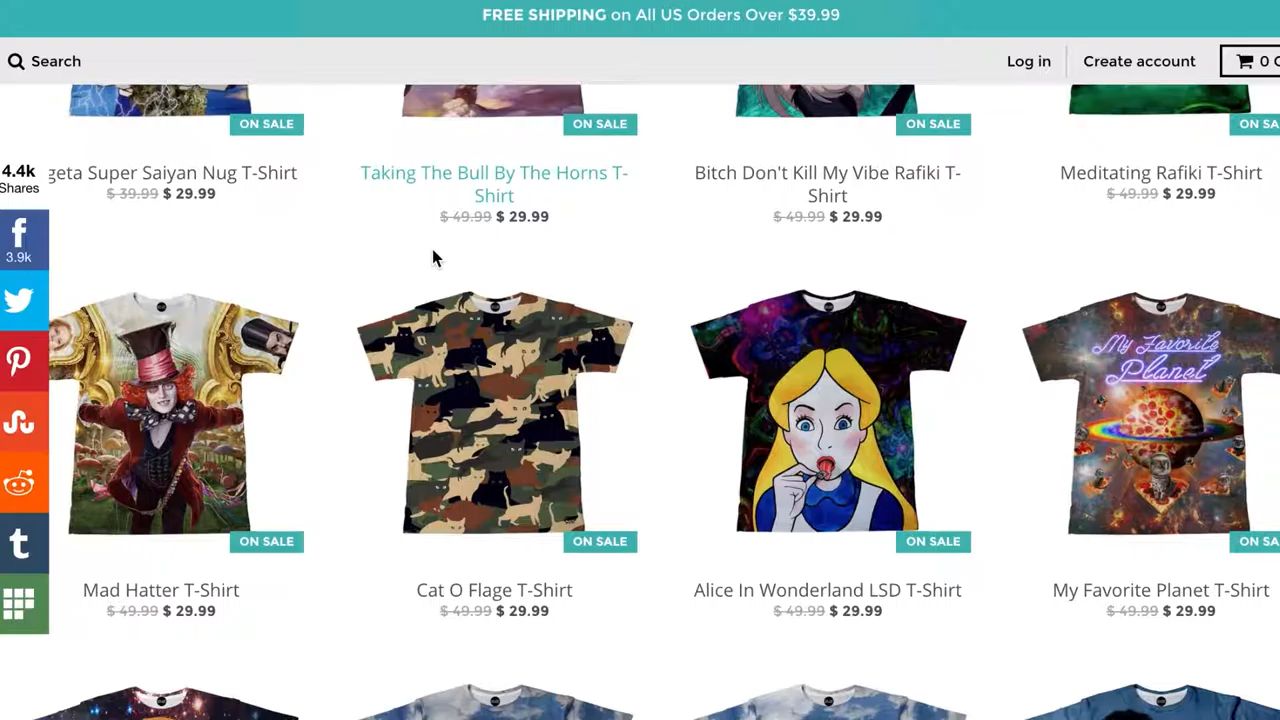 FREE SHIPPING on All US Orders Over $39.99
Search
Log in
Create account
0
ON SALE
ON SALE
ON SALE
ON
4.4k
Shares
geta Super Saiyan Nug T-Shirt
$ 39.99 $ 29.99
Taking The Bull By The Horns T-
Shirt
$ 49.99 $ 29.99
Bitch Don't Kill My Vibe Rafiki T-
Shirt
$ 49.99 $ 29.99
Meditating Rafiki T-Shirt
$ 49.99 $ 29.99
3.9k
My Favorite
Planet
ON SALE
ON SALE
ON SALE
ON
Mad Hatter T-Shirt
$ 49.99 $ 29.99
Cat O Flage T-Shirt
$ 49.99 $ 29.99
Alice In Wonderland LSD T-Shirt
$ 49.99 $ 29.99
My Favorite Planet T-Shirt
$ 49.99 $ 29.99